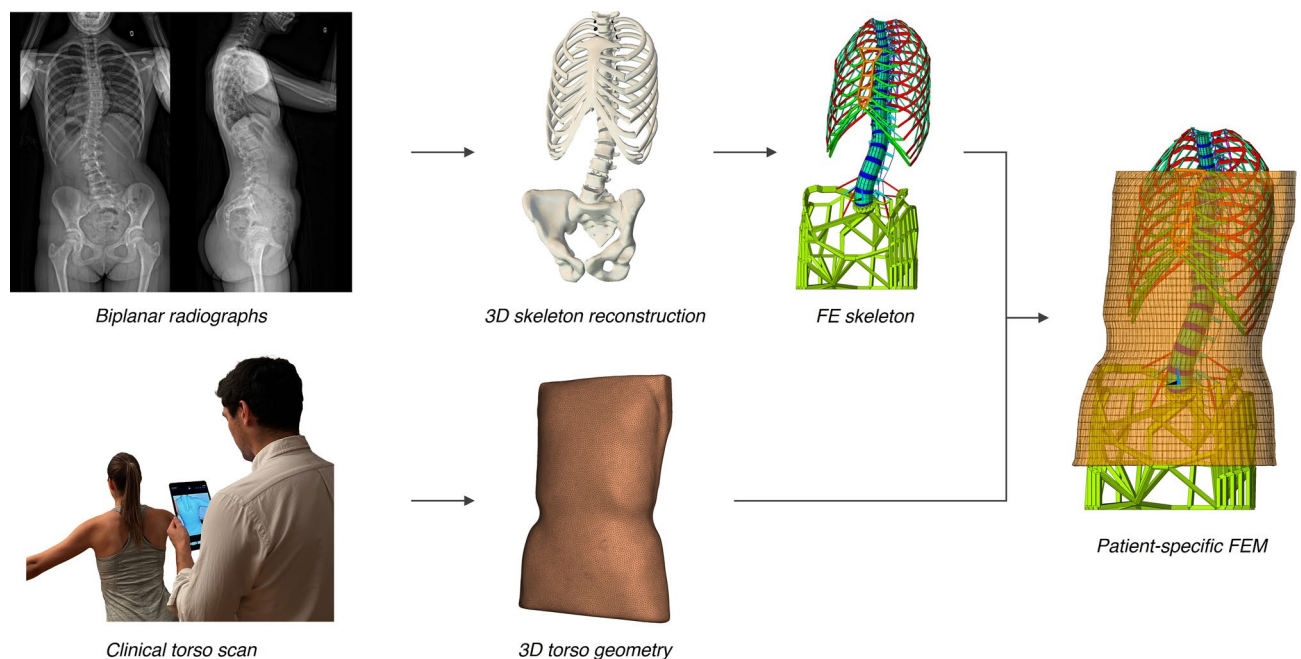 Biplanar radiographs
3D skeleton reconstruction
FE skeleton
Clinical torso scan
3D torso geometry
Patient-specific FEM